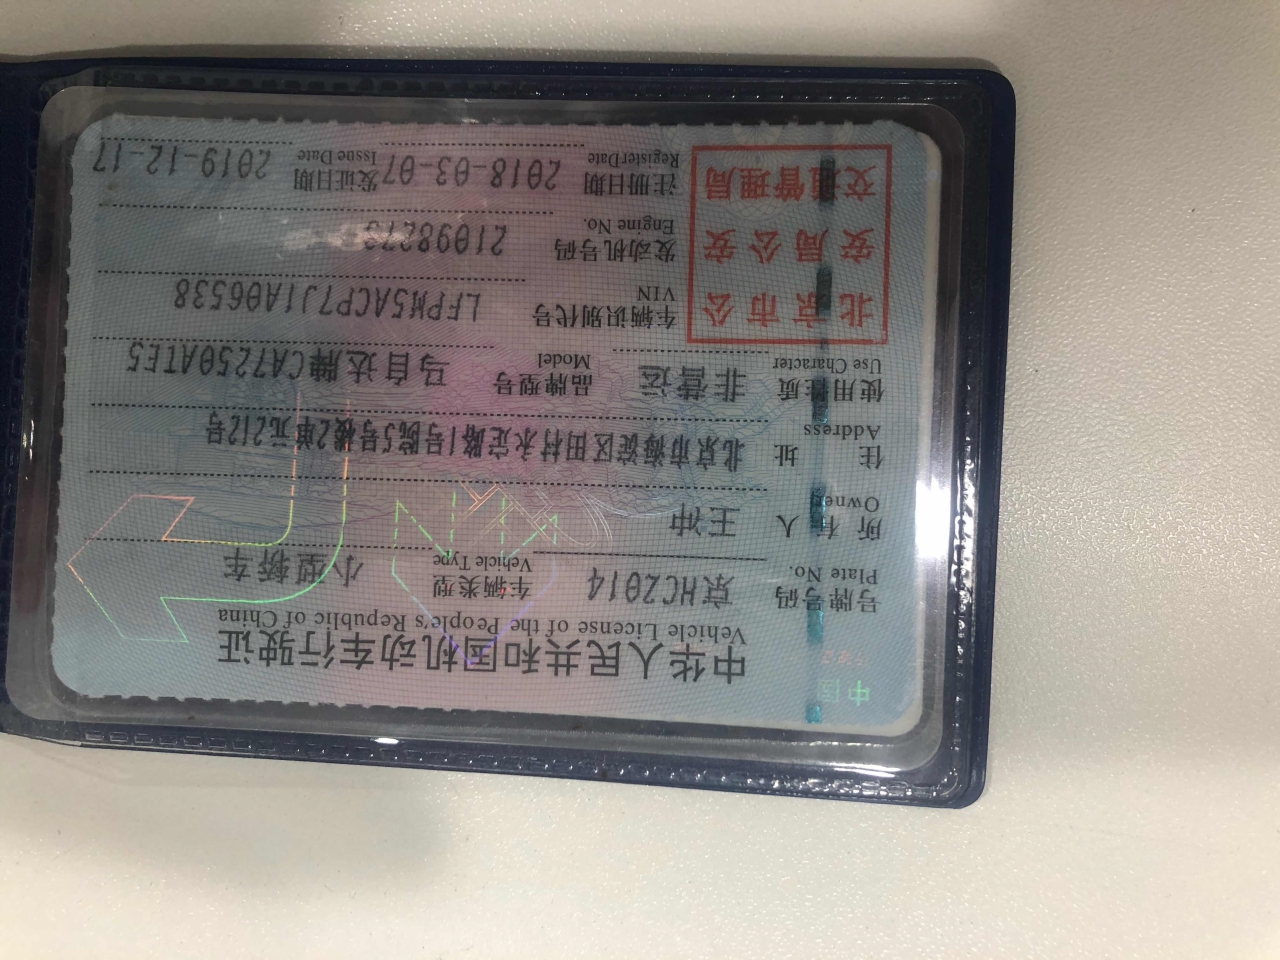 中华人民共和国机动车行驶证
Vehicle License of the People's Republic of China
号牌号码 京HCZ014 车辆类型 小型轿车
Plate No. Vehicle Type
所有人 王冲
Owner
住址 北京市海淀区田村永定路1号院5号楼2单元212号
Address
使用性质 非营运 品牌型号 马自达牌CA7250ATE5
Use Character Model
北京市公安局公安交通管理局
车辆识别代号 LFPM5ACP7J1A06538
VIN
发动机号码 21098273
Engine No.
注册日期 2018-03-07 发证日期 2019-12-17
Register Date Issue Date
中国